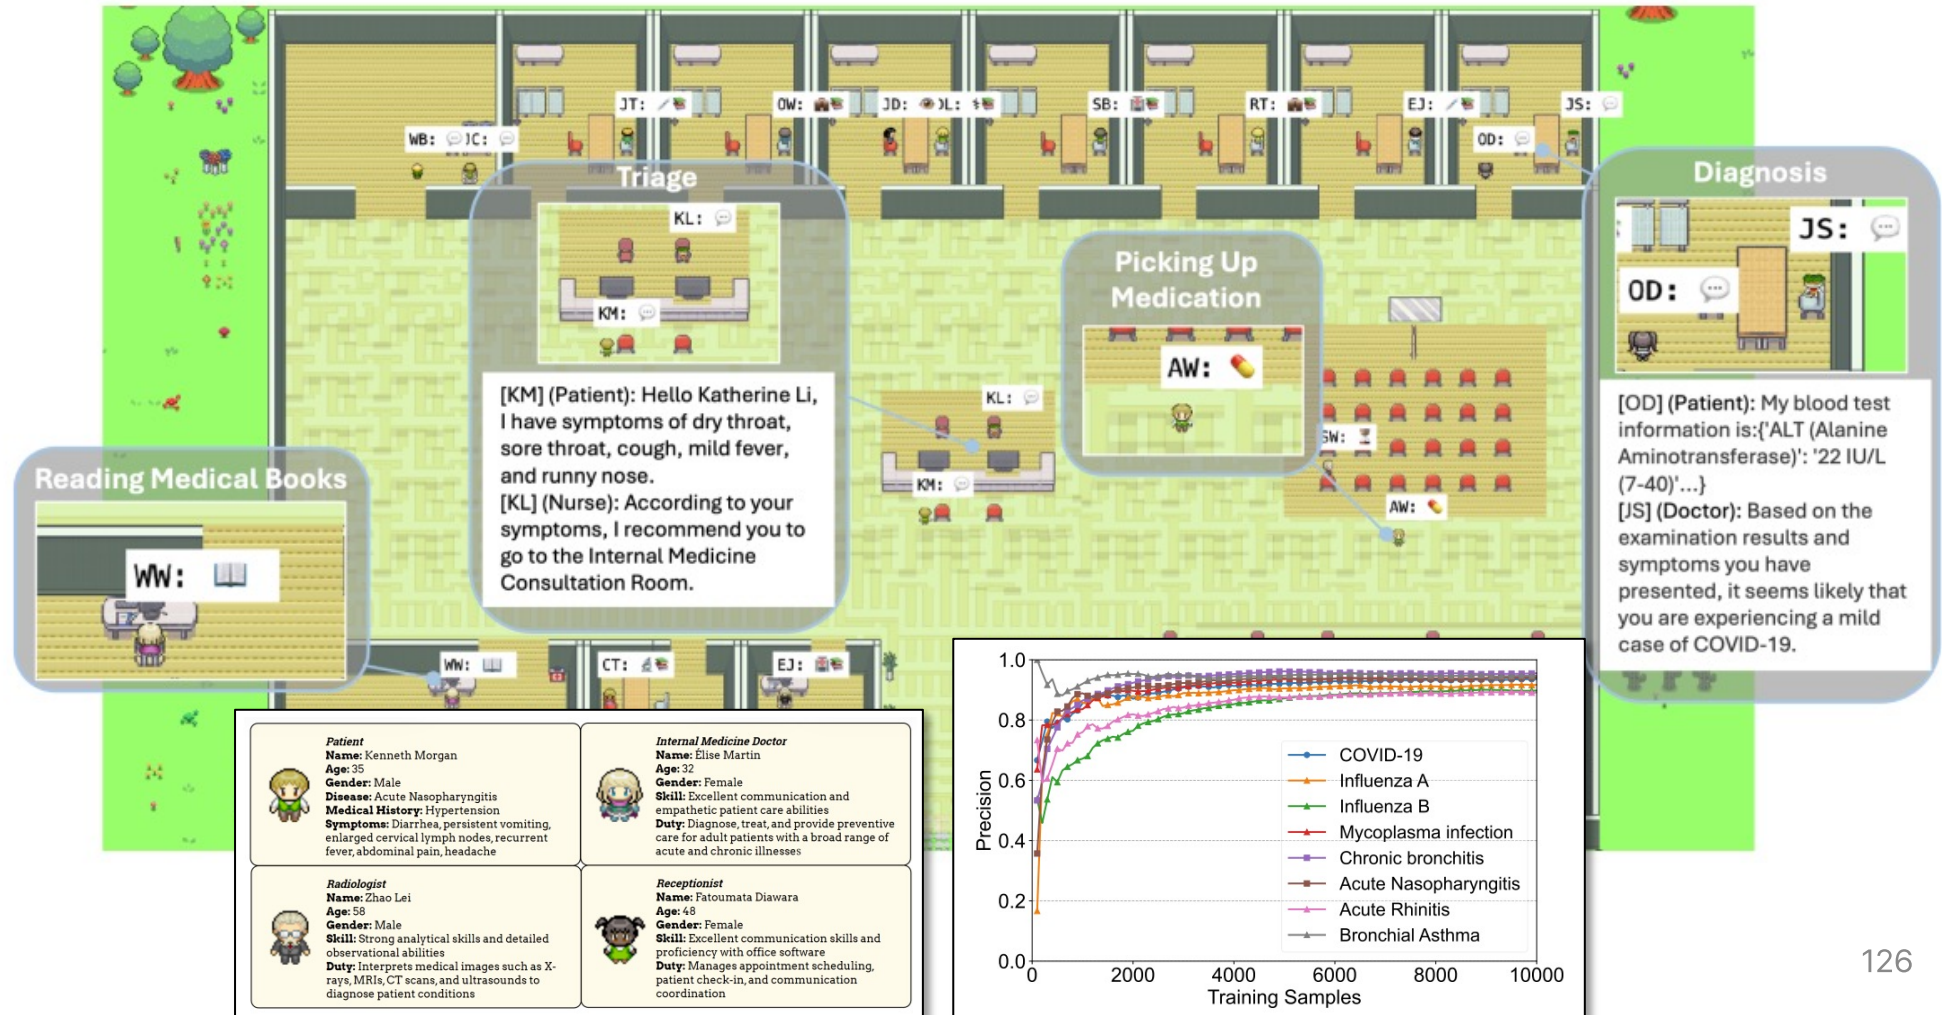 JT:
OW:
JD:
DL:
SB:
RT:
EJ:
JS:
WB:
JC:
OD:
Triage
KL:
KM:
[KM] (Patient): Hello Katherine Li,
I have symptoms of dry throat,
sore throat, cough, mild fever,
and runny nose.
[KL] (Nurse): According to your
symptoms, I recommend you to
go to the Internal Medicine
Consultation Room.
Picking Up
Medication
AW:
Diagnosis
JS:
OD:
[OD] (Patient): My blood test
information is:{'ALT (Alanine
Aminotransferase)': '22 IU/L
(7-40)'...}
[JS] (Doctor): Based on the
examination results and
symptoms you have
presented, it seems likely that
you are experiencing a mild
case of COVID-19.
KL:
KM:
SW:
AW:
Reading Medical Books
WW:
WW:
CT:
EJ:
Patient
Name: Kenneth Morgan
Age: 35
Gender: Male
Disease: Acute Nasopharyngitis
Medical History: Hypertension
Symptoms: Diarrhea, persistent vomiting,
enlarged cervical lymph nodes, recurrent
fever, abdominal pain, headache
Internal Medicine Doctor
Name: Élise Martin
Age: 32
Gender: Female
Skill: Excellent communication and
empathetic patient care abilities
Duty: Diagnose, treat, and provide preventive
care for adult patients with a broad range of
acute and chronic illnesses
Radiologist
Name: Zhao Lei
Age: 58
Gender: Male
Skill: Strong analytical skills and detailed
observational abilities
Duty: Interprets medical images such as X-
rays, MRIs, CT scans, and ultrasounds to
diagnose patient conditions
Receptionist
Name: Fatoumata Diawara
Age: 48
Gender: Female
Skill: Excellent communication skills and
proficiency with office software
Duty: Manages appointment scheduling,
patient check-in, and communication
coordination
1.0
0.8
0.6
0.4
0.2
0.0
Precision
COVID-19
Influenza A
Influenza B
Mycoplasma infection
Chronic bronchitis
Acute Nasopharyngitis
Acute Rhinitis
Bronchial Asthma
0 2000 4000 6000 8000 10000
Training Samples
126